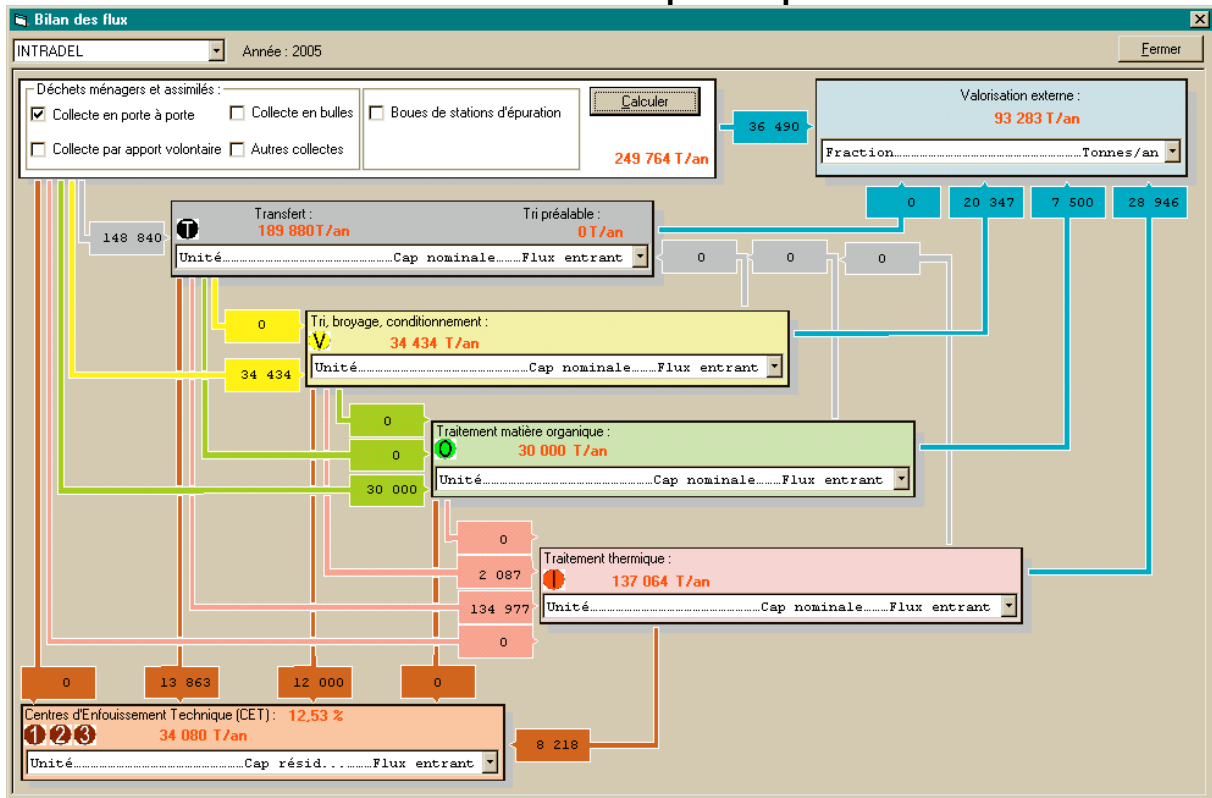 Bilan des flux
INTRADEL Année : 2005 Fermer
Déchets ménagers et assimilés :
Collecte en porte à porte Collecte en bulles Boues de stations d'épuration Calculer
Collecte par apport volontaire Autres collectes
249 764 T/an
36 490
Valorisation externe :
93 283 T/an
Fraction Tonnes/an
0 20 347 7 500 28 946
148 840
T
Transfert : Tri préalable :
189 880T/an 0T/an
Unité Cap nominale Flux entrant
0 0 0
0
Tri, broyage, conditionnement :
V 34 434 T/an
34 434
Unité Cap nominale Flux entrant
0
Traitement matière organique :
0
O 30 000 T/an
30 000
Unité Cap nominale Flux entrant
0
Traitement thermique :
2 087
I 137 064 T/an
134 977
Unité Cap nominale Flux entrant
0
0 13 863 12 000 0
Centres d'Enfouissement Technique (CET) : 12,53 %
1 2 3 34 080 T/an
8 218
Unité Cap résid... Flux entrant